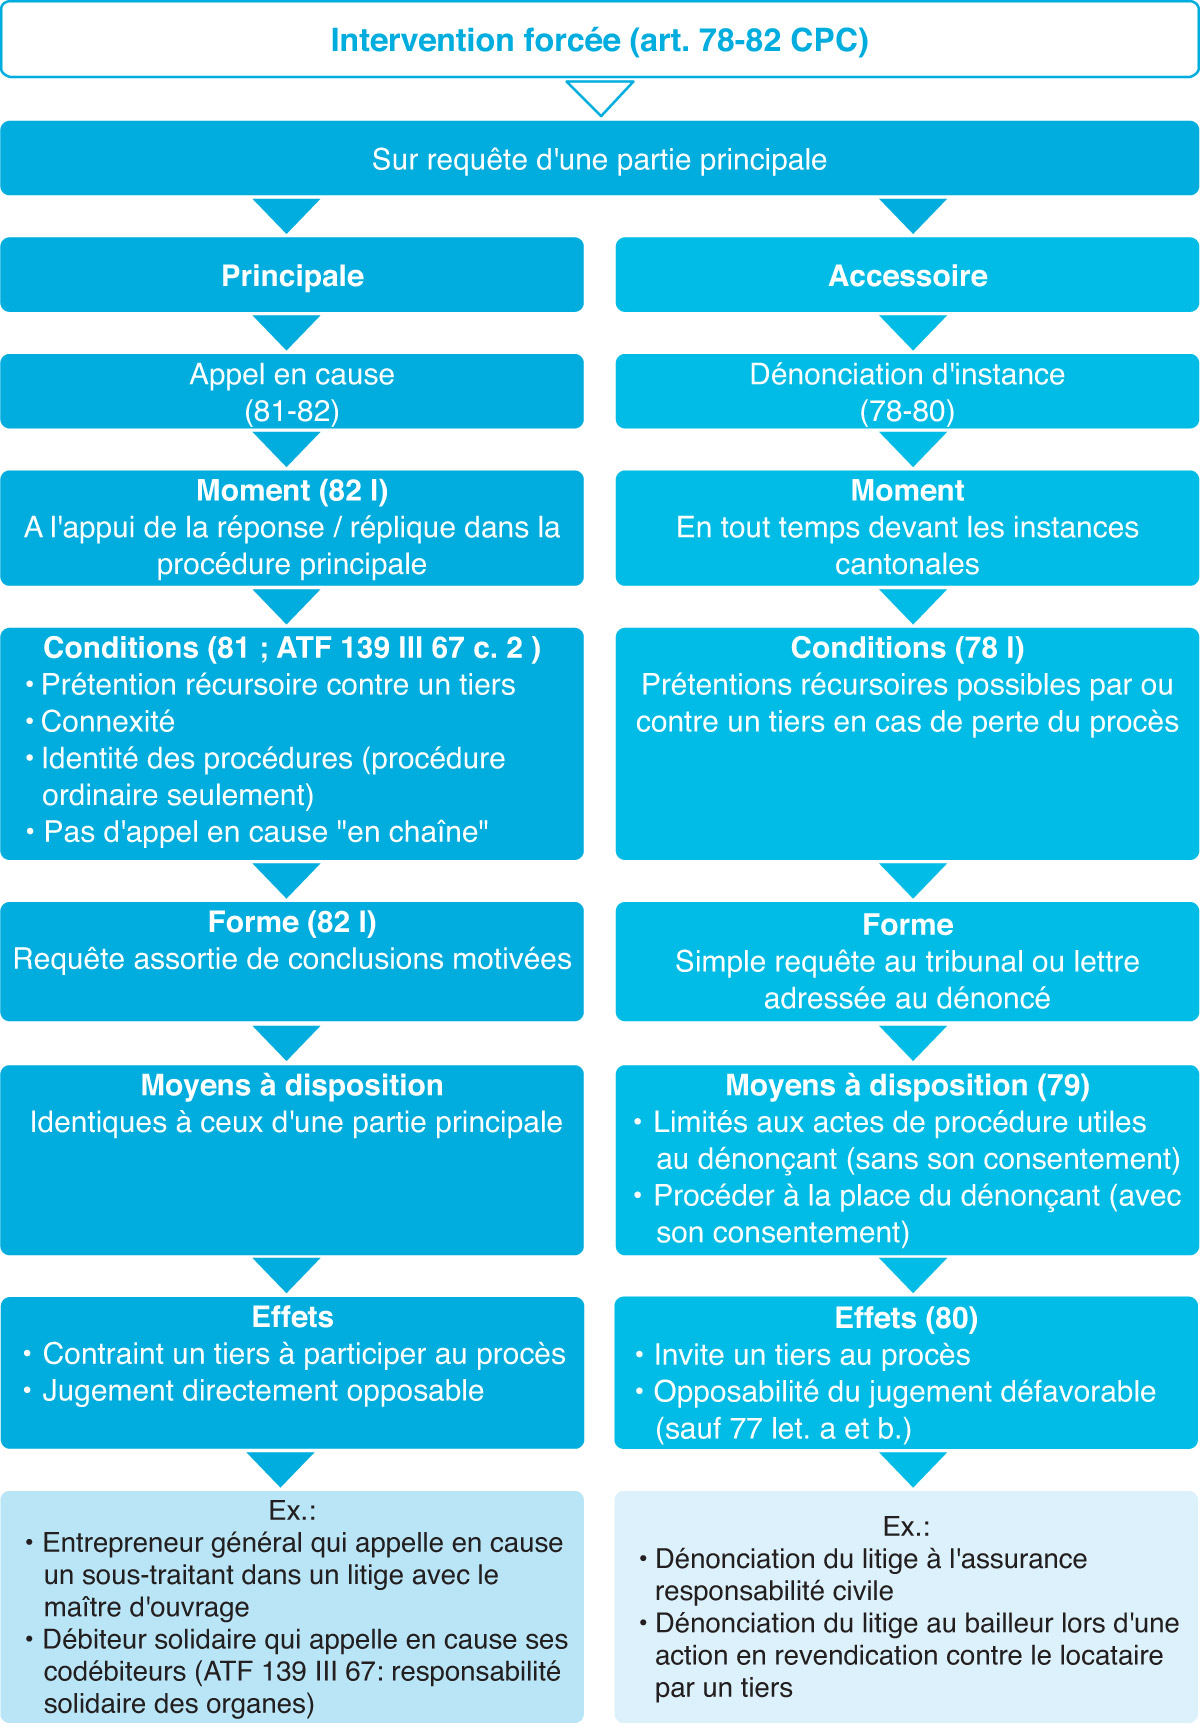 Intervention forcée (art. 78-82 CPC)
Sur requête d'une partie principale
Principale
Appel en cause
(81-82)
Moment (82 I)
A l'appui de la réponse / réplique dans la
procédure principale
Conditions (81 ; ATF 139 III 67 c. 2 )
• Prétention récursoire contre un tiers
• Connexité
• Identité des procédures (procédure
ordinaire seulement)
• Pas d'appel en cause "en chaîne"
Forme (82 I)
Requête assortie de conclusions motivées
Moyens à disposition
Identiques à ceux d'une partie principale
Effets
• Contraint un tiers à participer au procès
• Jugement directement opposable
Ex.:
• Entrepreneur général qui appelle en cause
un sous-traitant dans un litige avec le
maître d'ouvrage
• Débiteur solidaire qui appelle en cause ses
codébiteurs (ATF 139 III 67: responsabilité
solidaire des organes)
Accessoire
Dénonciation d'instance
(78-80)
Moment
En tout temps devant les instances
cantonales
Conditions (78 I)
Prétentions récursoires possibles par ou
contre un tiers en cas de perte du procès
Forme
Simple requête au tribunal ou lettre
adressée au dénoncé
Moyens à disposition (79)
• Limités aux actes de procédure utiles
au dénonçant (sans son consentement)
• Procéder à la place du dénonçant (avec
son consentement)
Effets (80)
• Invite un tiers au procès
• Opposabilité du jugement défavorable
(sauf 77 let. a et b.)
Ex.:
• Dénonciation du litige à l'assurance
responsabilité civile
• Dénonciation du litige au bailleur lors d'une
action en revendication contre le locataire
par un tiers